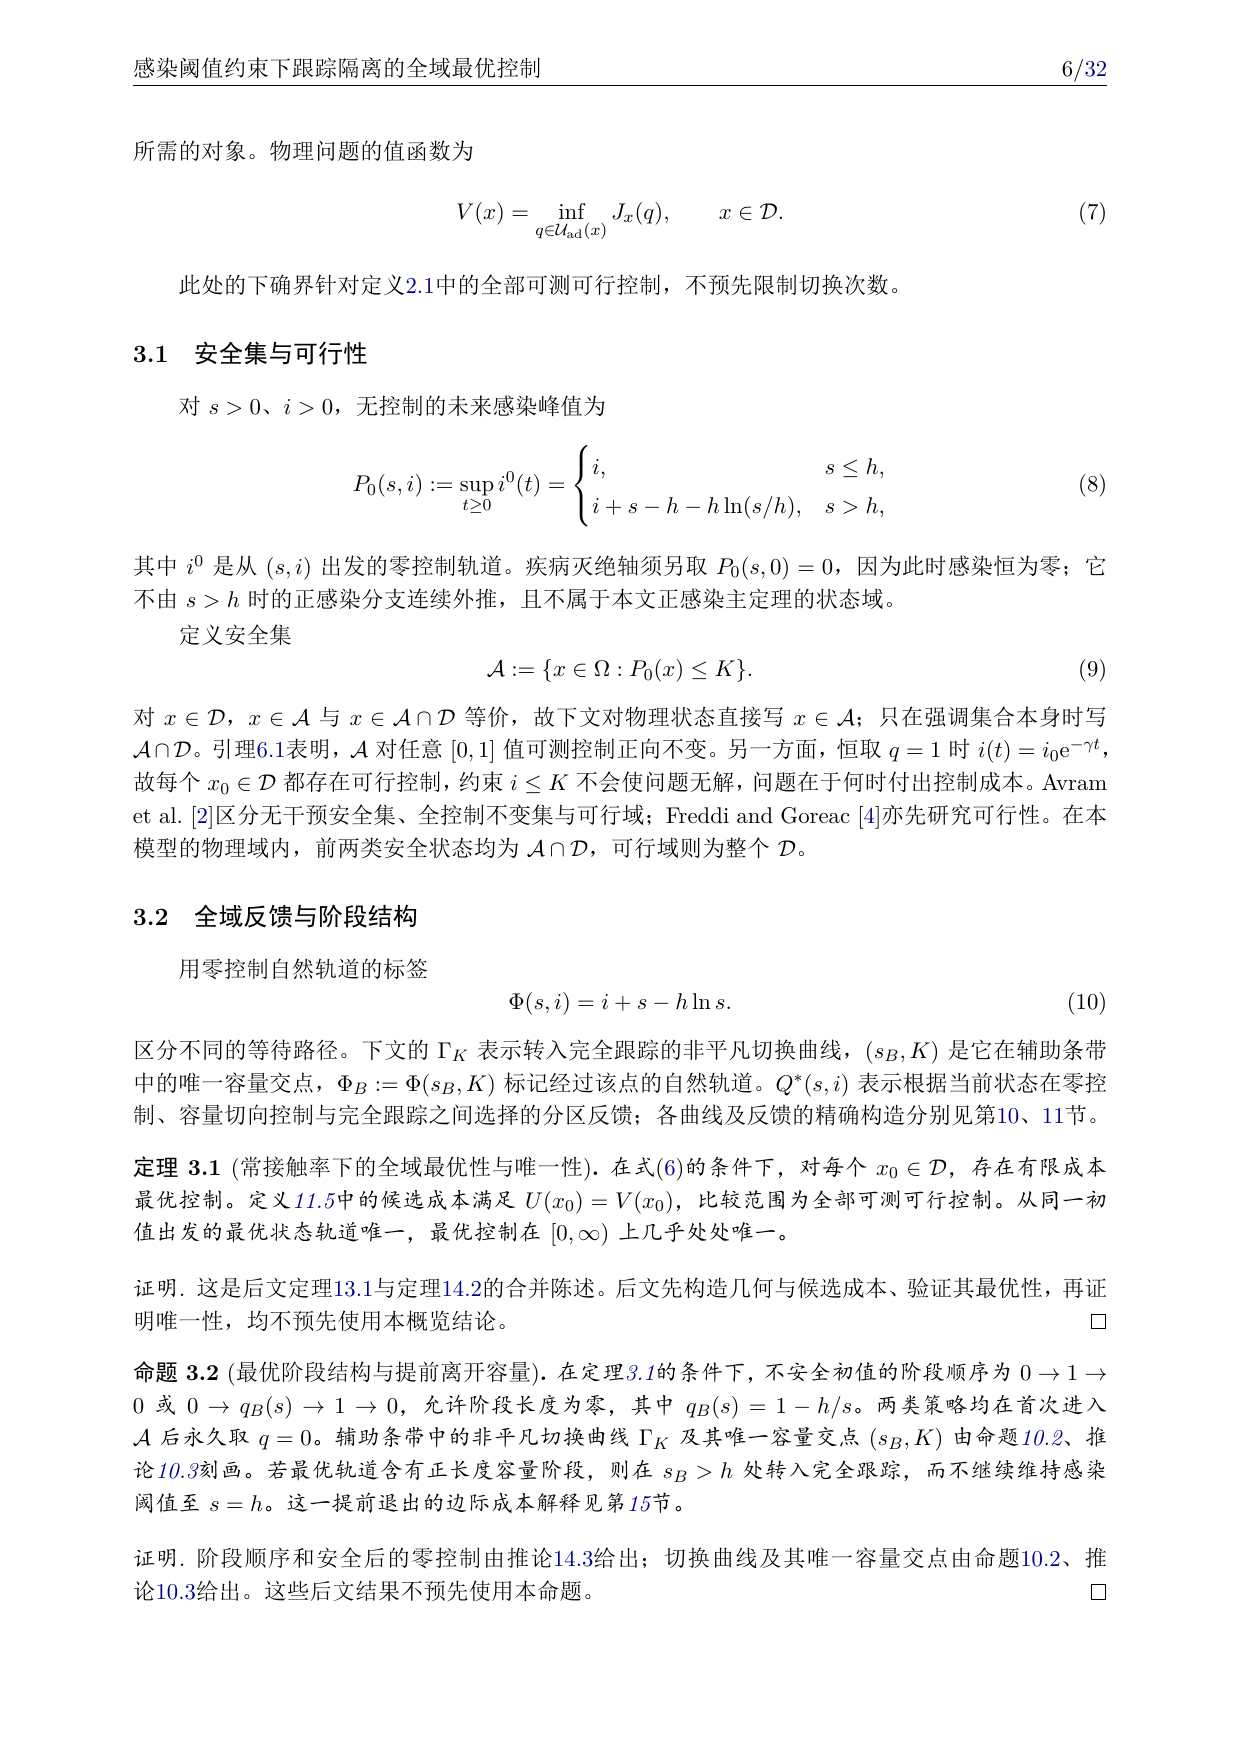 感染阈值约束下跟踪隔离的全域最优控制 6/32
所需的对象。物理问题的值函数为
V(x) = inf_{q∈𝒰_ad(x)} J_x(q), x ∈ 𝒟. (7)
此处的下确界针对定义2.1中的全部可测可行控制，不预先限制切换次数。
3.1 安全集与可行性
对 s > 0、i > 0，无控制的未来感染峰值为
P_0(s, i) := sup_{t≥0} i^0(t) = { i, s ≤ h,
i + s − h − h ln(s/h), s > h, (8)
其中 i^0 是从 (s, i) 出发的零控制轨道。疾病灭绝轴须另取 P_0(s, 0) = 0，因为此时感染恒为零；它
不由 s > h 时的正感染分支连续外推，且不属于本文正感染主定理的状态域。
定义安全集
𝒜 := {x ∈ Ω : P_0(x) ≤ K}. (9)
对 x ∈ 𝒟，x ∈ 𝒜 与 x ∈ 𝒜 ∩ 𝒟 等价，故下文对物理状态直接写 x ∈ 𝒜；只在强调集合本身时写
𝒜∩𝒟。引理6.1表明，𝒜 对任意 [0, 1] 值可测控制正向不变。另一方面，恒取 q = 1 时 i(t) = i_0e^{−γt}，
故每个 x_0 ∈ 𝒟 都存在可行控制，约束 i ≤ K 不会使问题无解，问题在于何时付出控制成本。Avram
et al. [2]区分无干预安全集、全控制不变集与可行域；Freddi and Goreac [4]亦先研究可行性。在本
模型的物理域内，前两类安全状态均为 𝒜 ∩ 𝒟，可行域则为整个 𝒟。
3.2 全域反馈与阶段结构
用零控制自然轨道的标签
Φ(s, i) = i + s − h ln s. (10)
区分不同的等待路径。下文的 Γ_K 表示转入完全跟踪的非平凡切换曲线，(s_B, K) 是它在辅助条带
中的唯一容量交点，Φ_B := Φ(s_B, K) 标记经过该点的自然轨道。Q^*(s, i) 表示根据当前状态在零控
制、容量切向控制与完全跟踪之间选择的分区反馈；各曲线及反馈的精确构造分别见第10、11节。
定理 3.1 (常接触率下的全域最优性与唯一性). 在式(6)的条件下，对每个 x_0 ∈ 𝒟，存在有限成本
最优控制。定义11.5中的候选成本满足 U(x_0) = V(x_0)，比较范围为全部可测可行控制。从同一初
值出发的最优状态轨道唯一，最优控制在 [0, ∞) 上几乎处处唯一。
证明. 这是后文定理13.1与定理14.2的合并陈述。后文先构造几何与候选成本、验证其最优性，再证
明唯一性，均不预先使用本概览结论。 □
命题 3.2 (最优阶段结构与提前离开容量). 在定理3.1的条件下，不安全初值的阶段顺序为 0 → 1 →
0 或 0 → q_B(s) → 1 → 0，允许阶段长度为零，其中 q_B(s) = 1 − h/s。两类策略均在首次进入
𝒜 后永久取 q = 0。辅助条带中的非平凡切换曲线 Γ_K 及其唯一容量交点 (s_B, K) 由命题10.2、推
论10.3刻画。若最优轨道含有正长度容量阶段，则在 s_B > h 处转入完全跟踪，而不继续维持感染
阈值至 s = h。这一提前退出的边际成本解释见第15节。
证明. 阶段顺序和安全后的零控制由推论14.3给出；切换曲线及其唯一容量交点由命题10.2、推
论10.3给出。这些后文结果不预先使用本命题。 □